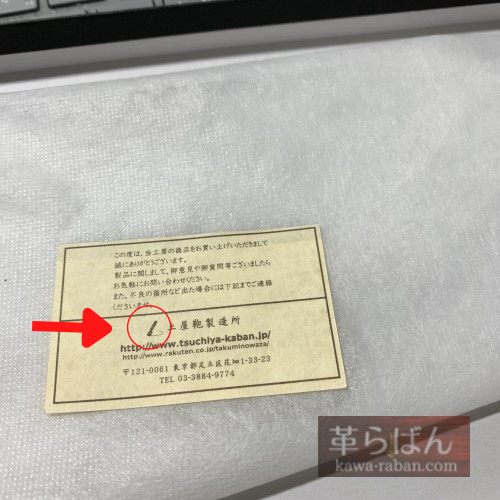 この度は、当工房の商品をお買い上げいただきまして
誠にありがとうございます。
製品に関しまして、御意見や御質問等ございましたら
お気軽にお問い合わせください。
また、不良の箇所など出た場合には下記までご連絡
くださいませ。
土屋鞄製造所
http://www.tsuchiya-kaban.jp/
http://www.rakuten.co.jp/takuminowaza/
〒121-0061 東京都足立区花畑1-33-23
TEL 03-3884-9774
革らばん
kawa-raban.com